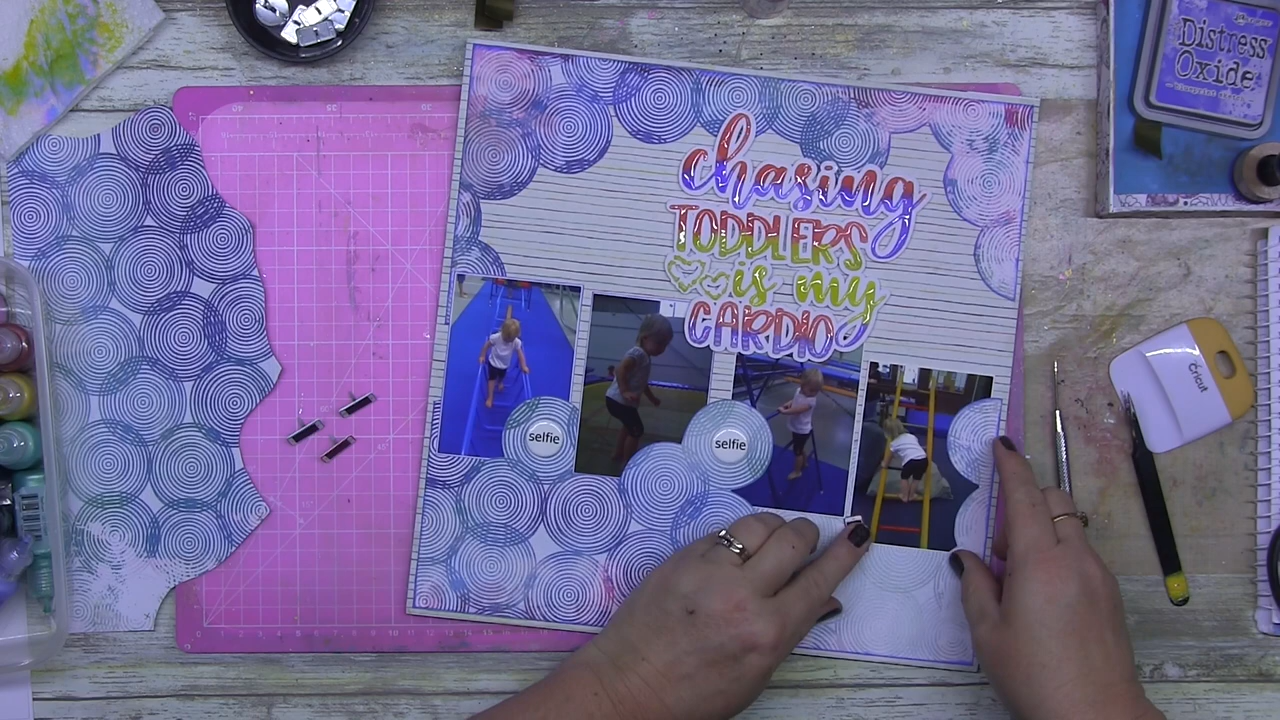 Distress
Oxide
chasing
TODDLERS
is my
CARDIO
Cricut
selfie
selfie